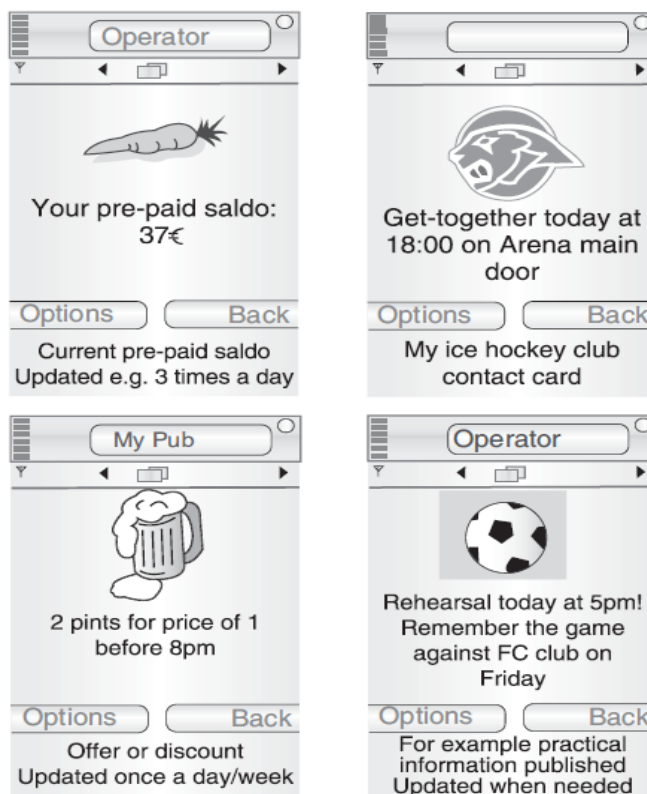 Operator
Your pre-paid saldo:
37€
Options Back
Current pre-paid saldo
Updated e.g. 3 times a day
Get-together today at
18:00 on Arena main
door
Options Back
My ice hockey club
contact card
My Pub
2 pints for price of 1
before 8pm
Options Back
Offer or discount
Updated once a day/week
Operator
Rehearsal today at 5pm!
Remember the game
against FC club on
Friday
Options Back
For example practical
information published
Updated when needed